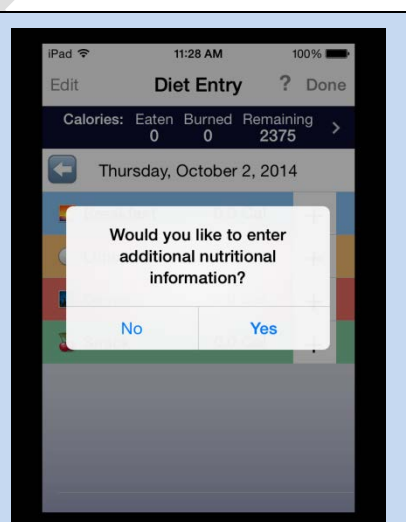 iPad 11:28 AM 100%
Edit Diet Entry ? Done
Calories: Eaten Burned Remaining >
0 0 2375
Thursday, October 2, 2014
Would you like to enter
additional nutritional
information?
No Yes
+